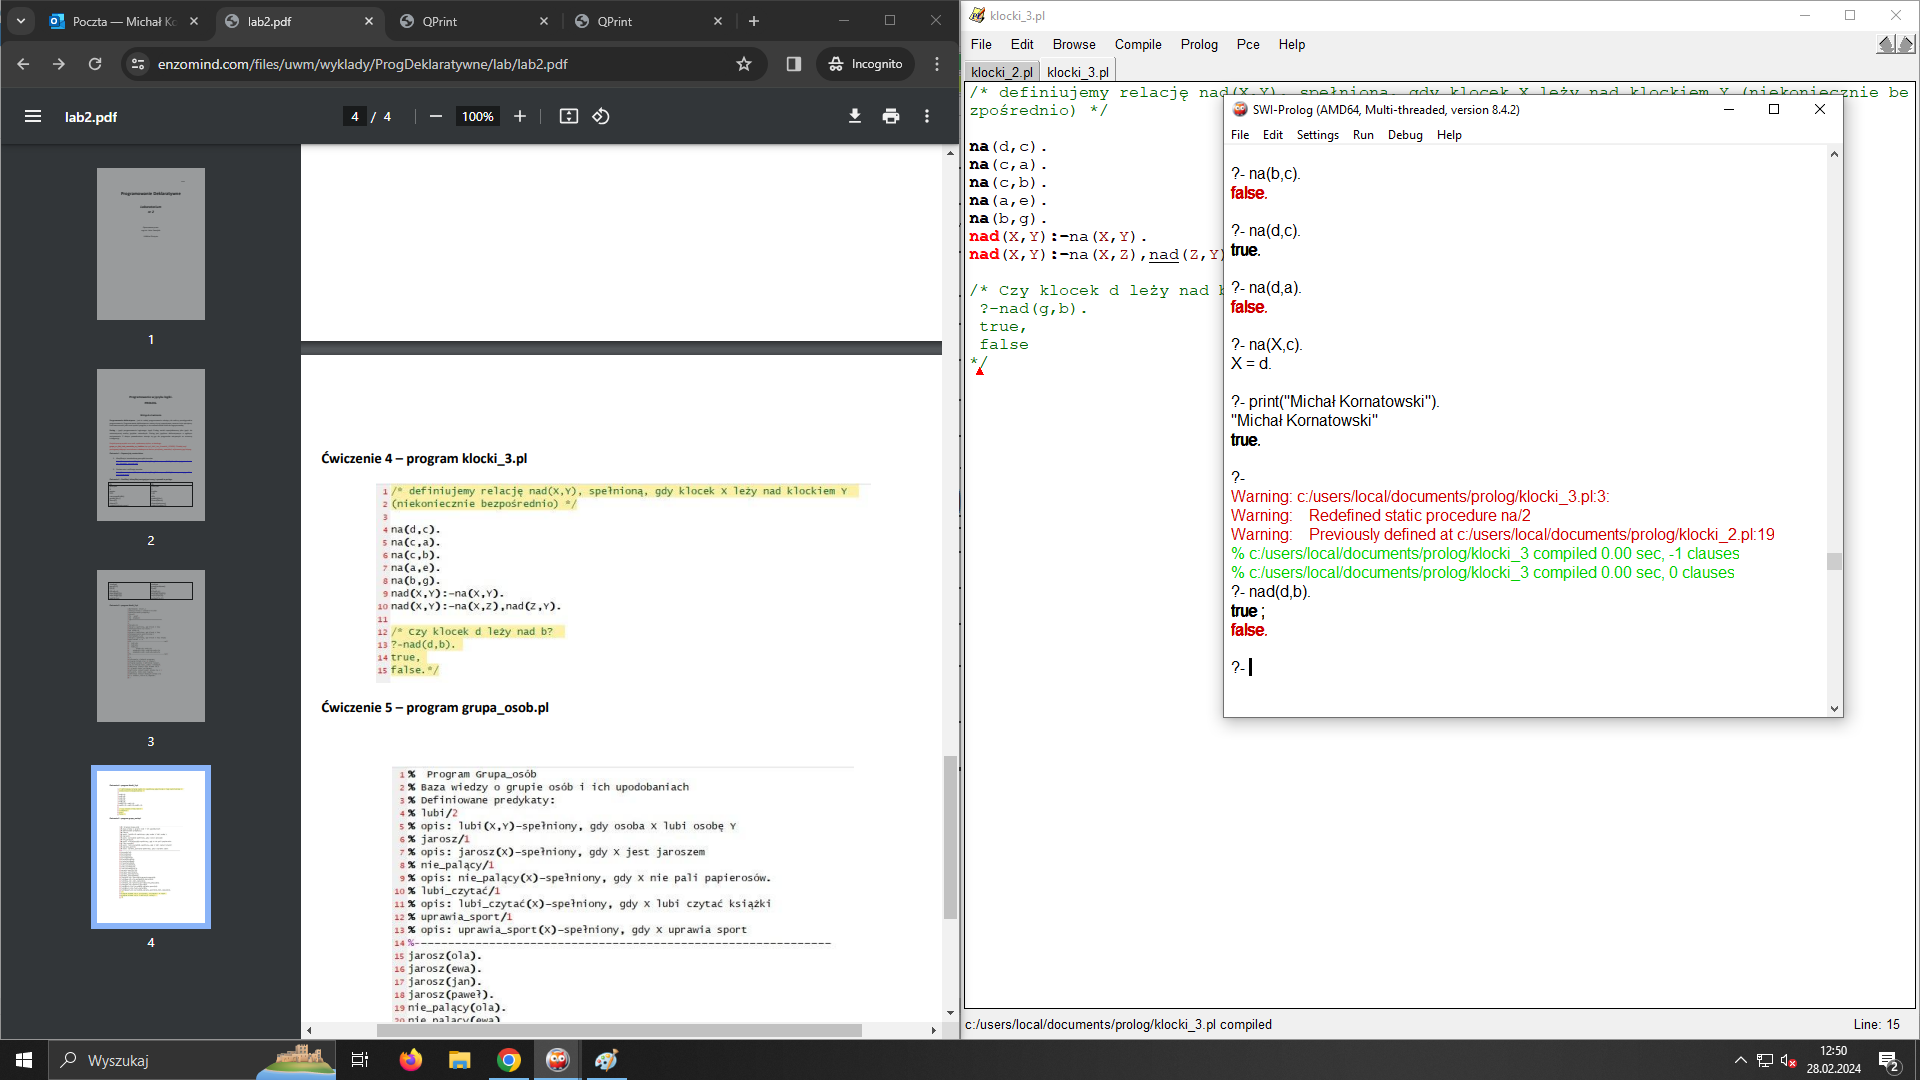 Poczta — Michał Ko
lab2.pdf
QPrint
QPrint
enzomind.com/files/uwm/wyklady/ProgDeklaratywne/lab/lab2.pdf
Incognito
lab2.pdf
4 / 4
100%
Programowanie Deklaratywne
1
2
3
4
Ćwiczenie 4 – program klocki_3.pl
1 /* definiujemy relację nad(X,Y), spełnioną, gdy klocek X leży nad klockiem Y
2 (niekoniecznie bezpośrednio) */
3
4 na(d,c).
5 na(c,a).
6 na(c,b).
7 na(a,e).
8 na(b,g).
9 nad(X,Y):-na(X,Y).
10 nad(X,Y):-na(X,Z),nad(Z,Y).
11
12 /* Czy klocek d leży nad b?
13 ?-nad(d,b).
14 true,
15 false.*/
Ćwiczenie 5 – program grupa_osob.pl
1 %  Program Grupa_osób
2 % Baza wiedzy o grupie osób i ich upodobaniach
3 % Definiowane predykaty:
4 % lubi/2
5 % opis: lubi(X,Y)-spełniony, gdy osoba X lubi osobę Y
6 % jarosz/1
7 % opis: jarosz(X)-spełniony, gdy X jest jaroszem
8 % nie_palący/1
9 % opis: nie_palący(X)-spełniony, gdy X nie pali papierosów.
10 % lubi_czytać/1
11 % opis: lubi_czytać(X)-spełniony, gdy X lubi czytać książki
12 % uprawia_sport/1
13 % opis: uprawia_sport(X)-spełniony, gdy X uprawia sport
14 %------------------------------------------------------------
15 jarosz(ola).
16 jarosz(ewa).
17 jarosz(jan).
18 jarosz(paweł).
19 nie_palący(ola).
20 nie_palący(ewa)
klocki_3.pl
File Edit Browse Compile Prolog Pce Help
klocki_2.pl klocki_3.pl
/* definiujemy relację nad(X,Y), spełnioną, gdy klocek X leży nad klockiem Y (niekoniecznie be
zpośrednio) */
na(d,c).
na(c,a).
na(c,b).
na(a,e).
na(b,g).
nad(X,Y):-na(X,Y).
nad(X,Y):-na(X,Z),nad(Z,Y)
/* Czy klocek d leży nad b
?-nad(g,b).
true,
false
*/
SWI-Prolog (AMD64, Multi-threaded, version 8.4.2)
File Edit Settings Run Debug Help
?- na(b,c).
false.
?- na(d,c).
true.
?- na(d,a).
false.
?- na(X,c).
X = d.
?- print("Michał Kornatowski").
"Michał Kornatowski"
true.
?-
Warning: c:/users/local/documents/prolog/klocki_3.pl:3:
Warning:    Redefined static procedure na/2
Warning:    Previously defined at c:/users/local/documents/prolog/klocki_2.pl:19
% c:/users/local/documents/prolog/klocki_3 compiled 0.00 sec, -1 clauses
% c:/users/local/documents/prolog/klocki_3 compiled 0.00 sec, 0 clauses
?- nad(d,b).
true ;
false.
?-
c:/users/local/documents/prolog/klocki_3.pl compiled
Line: 15
Wyszukaj
12:50
28.02.2024
2